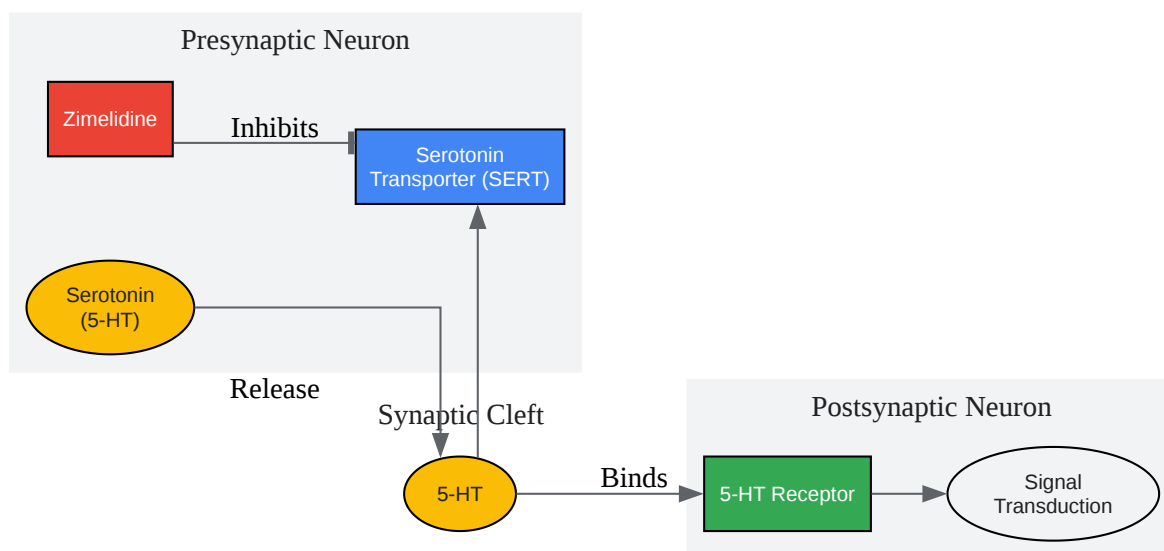 Presynaptic Neuron
Zimelidine
Inhibits
Serotonin
Transporter (SERT)
Serotonin
(5-HT)
Release
Synaptic Cleft
Postsynaptic Neuron
5-HT
Binds
5-HT Receptor
Signal
Transduction